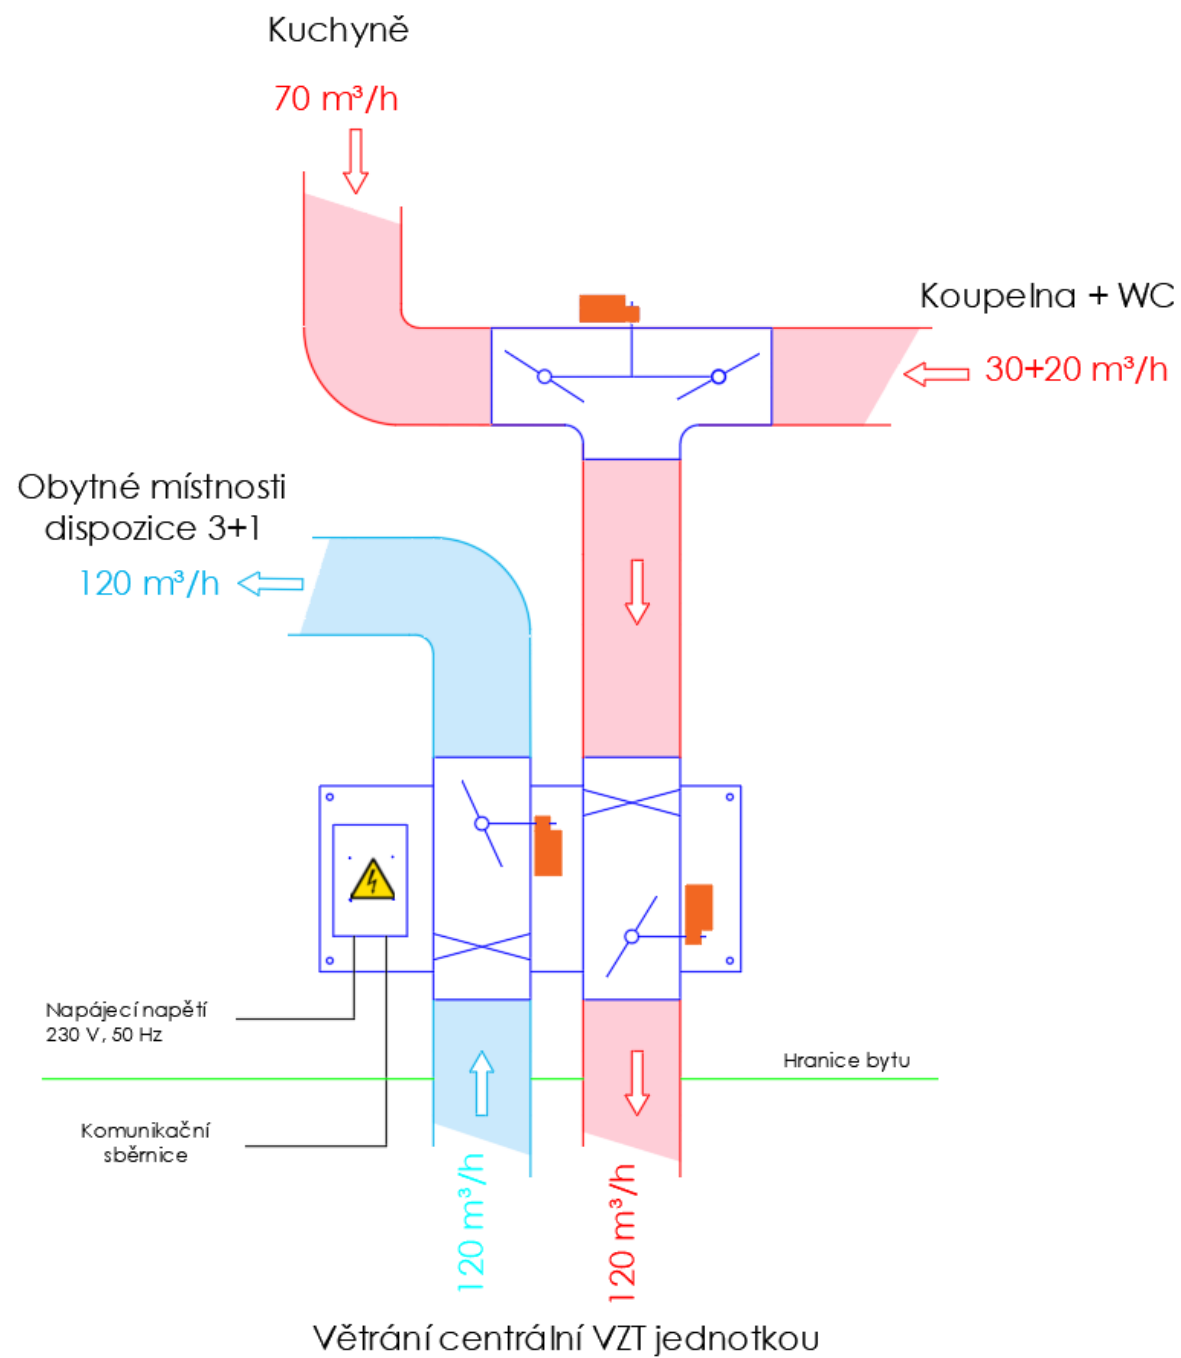 Kuchyně
70 m³/h
Koupelna + WC
30+20 m³/h
Obytné místnosti
dispozice 3+1
120 m³/h
Napájecí napětí
230 V, 50 Hz
Hranice bytu
Komunikační
sběrnice
120 m³/h
120 m³/h
Větrání centrální VZT jednotkou